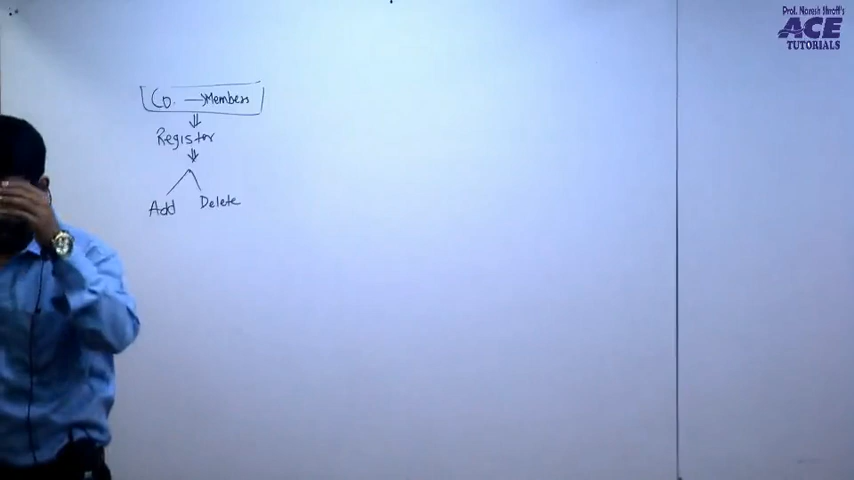 Prof. Naresh Shroff's
ACE
TUTORIALS
Co. → Members
Register
Add Delete